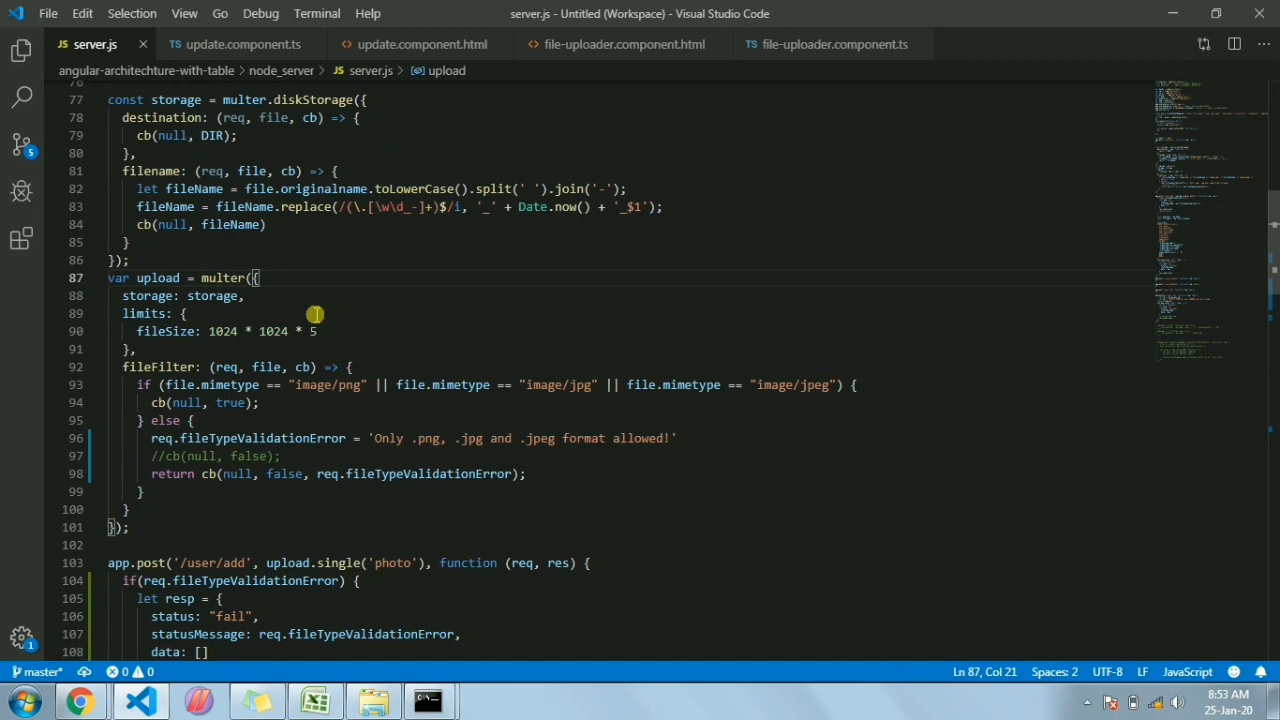 File Edit Selection View Go Debug Terminal Help server.js - Untitled (Workspace) - Visual Studio Code
server.js update.component.ts update.component.html file-uploader.component.html file-uploader.component.ts
angular-architechture-with-table > node_server > server.js > upload
76
77 const storage = multer.diskStorage({
78 destination: (req, file, cb) => {
79 cb(null, DIR);
80 },
81 filename: (req, file, cb) => {
82 let fileName = file.originalname.toLowerCase().split(' ').join('-');
83 fileName = fileName.replace(/(\.[\w\d_-]+)$/i, '_' + Date.now() + '_$1');
84 cb(null, fileName)
85 }
86 });
87 var upload = multer({
88 storage: storage,
89 limits: {
90 fileSize: 1024 * 1024 * 5
91 },
92 fileFilter: (req, file, cb) => {
93 if (file.mimetype == "image/png" || file.mimetype == "image/jpg" || file.mimetype == "image/jpeg") {
94 cb(null, true);
95 } else {
96 req.fileTypeValidationError = 'Only .png, .jpg and .jpeg format allowed!'
97 //cb(null, false);
98 return cb(null, false, req.fileTypeValidationError);
99 }
100 }
101 });
102
103 app.post('/user/add', upload.single('photo'), function (req, res) {
104 if(req.fileTypeValidationError) {
105 let resp = {
106 status: "fail",
107 statusMessage: req.fileTypeValidationError,
108 data: []
5
1
master* 0 0 Ln 87, Col 21 Spaces: 2 UTF-8 LF JavaScript
8:53 AM
25-Jan-20